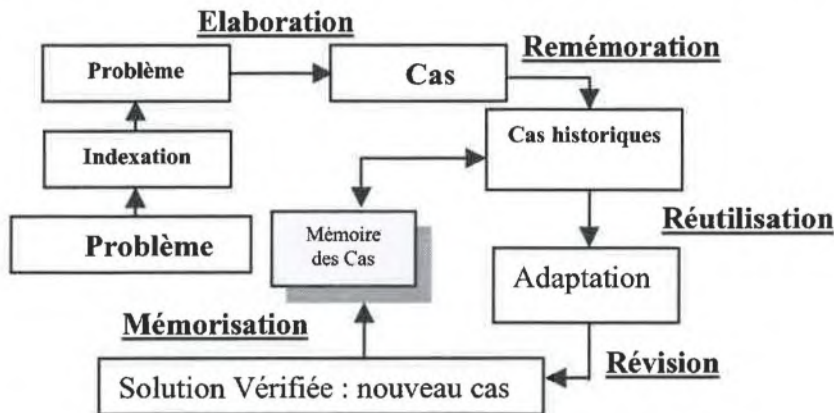 Elaboration
Problème
Cas
Remémoration
Indexation
Cas historiques
Problème
Mémoire
des Cas
Réutilisation
Adaptation
Mémorisation
Révision
Solution Vérifiée : nouveau cas